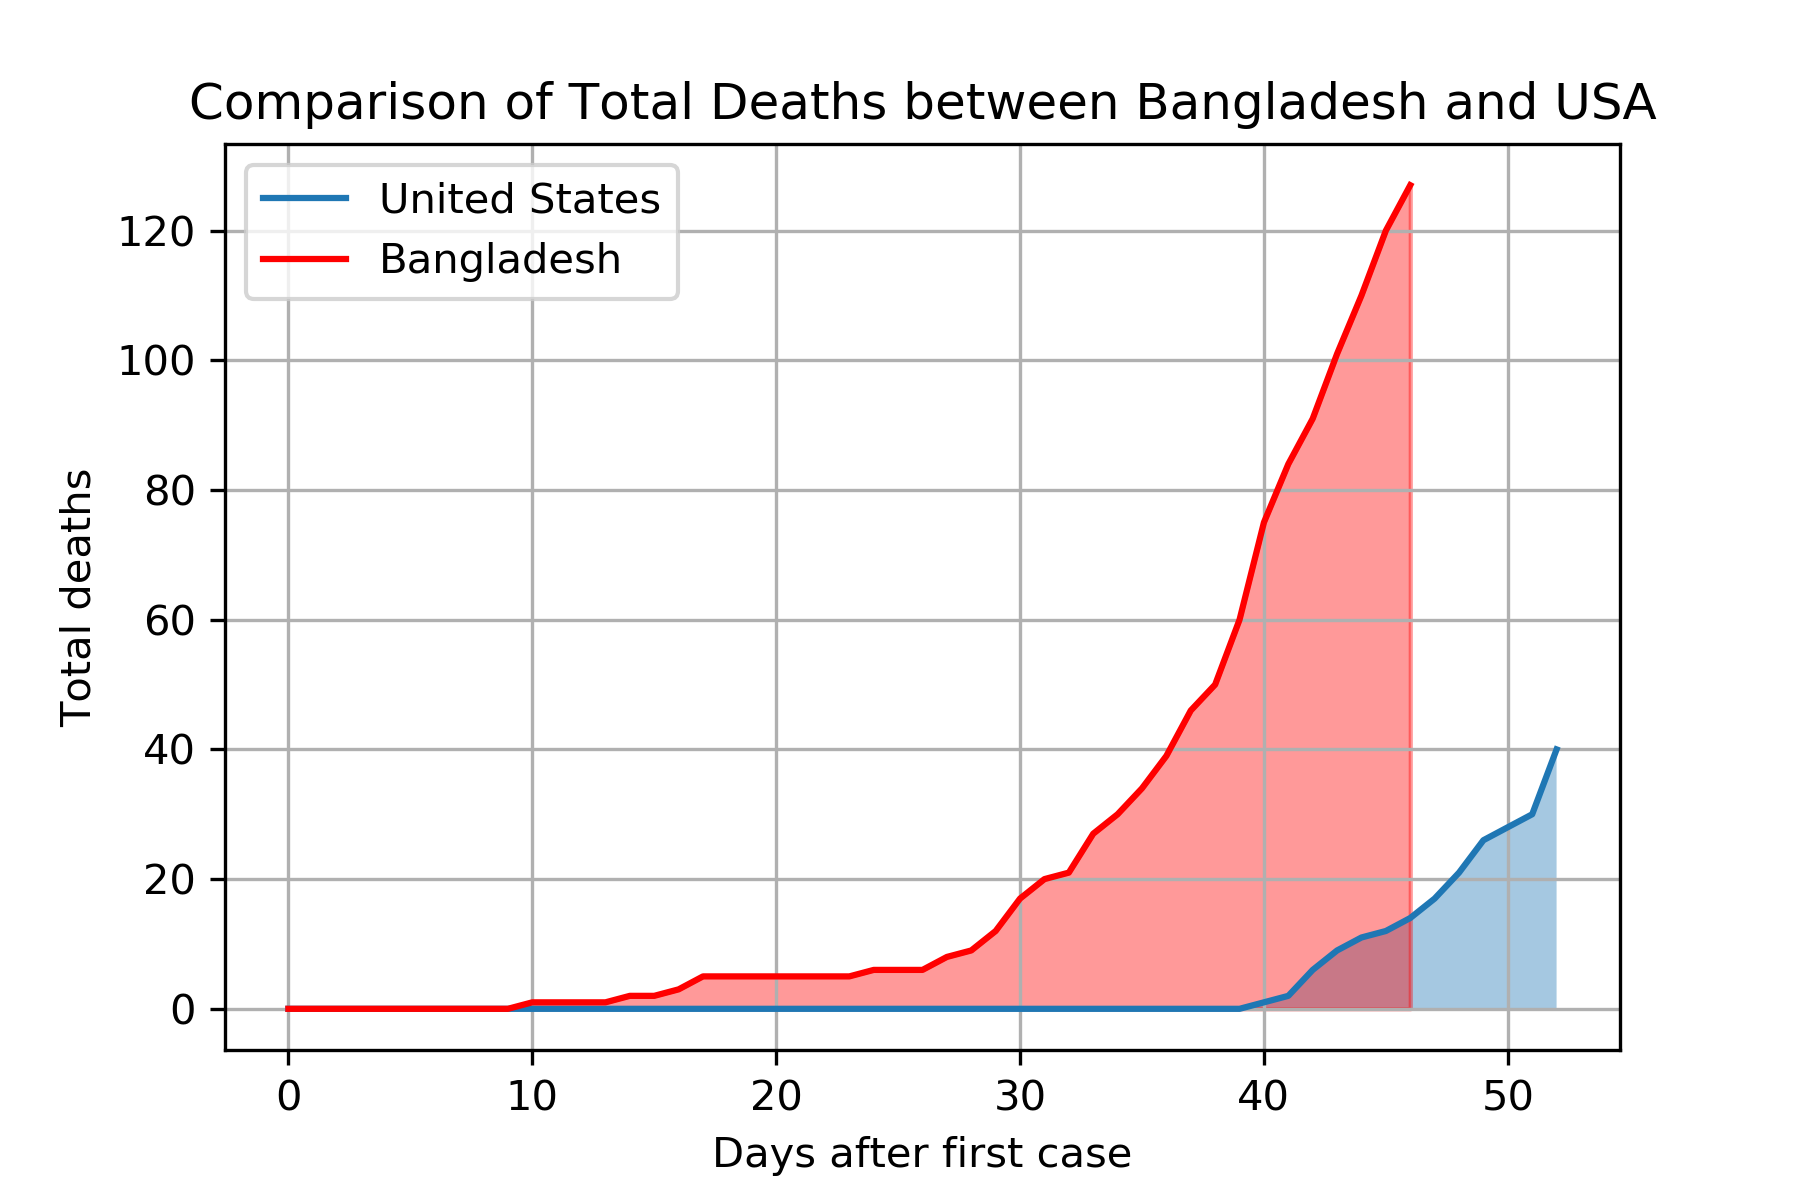 Comparison of Total Deaths between Bangladesh and USA
United States
Bangladesh
120
100
80
60
40
20
0
Total deaths
0 10 20 30 40 50
Days after first case